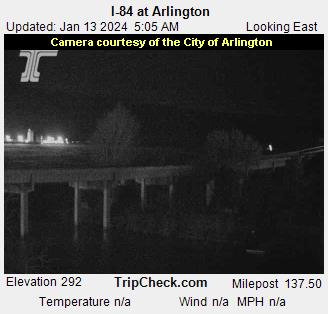 I-84 at Arlington
Updated: Jan 13 2024 5:05 AM Looking East
Camera courtesy of the City of Arlington
Elevation 292 TripCheck.com Milepost 137.50
Temperature n/a Wind n/a MPH n/a